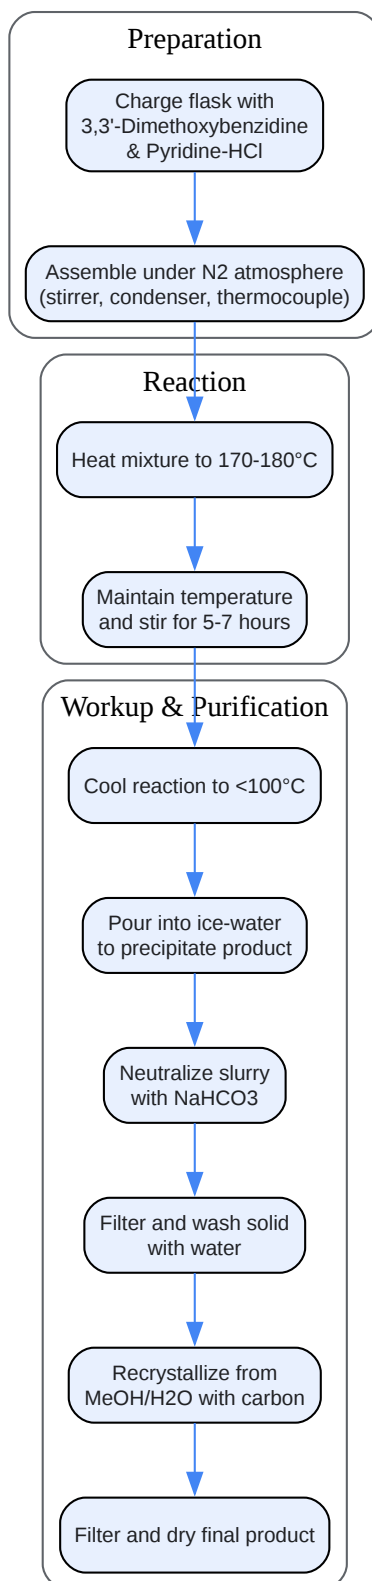 Preparation
Charge flask with
3,3'-Dimethoxybenzidine
& Pyridine-HCl
Assemble under N2 atmosphere
(stirrer, condenser, thermocouple)
Reaction
Heat mixture to 170-180°C
Maintain temperature
and stir for 5-7 hours
Workup & Purification
Cool reaction to <100°C
Pour into ice-water
to precipitate product
Neutralize slurry
with NaHCO3
Filter and wash solid
with water
Recrystallize from
MeOH/H2O with carbon
Filter and dry final product